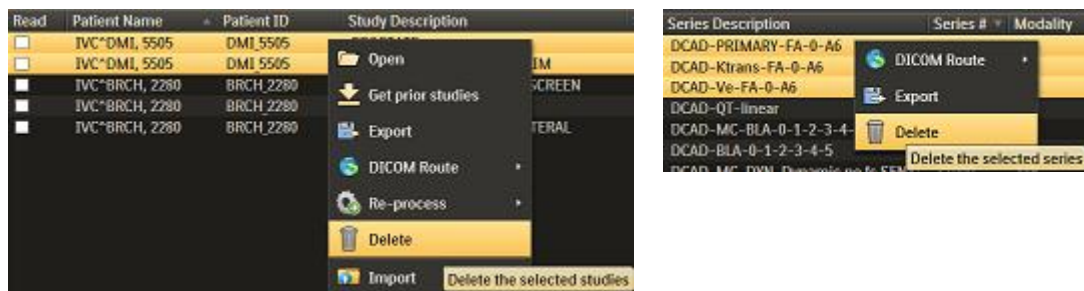 Read Patient Name Patient ID Study Description
IVC^DMI, 5505 DMI_5505
IVC^DMI, 5505 DMI_5505 IM
IVC^BRCH, 2280 BRCH_2280 SCREEN
IVC^BRCH, 2280 BRCH_2280
IVC^BRCH, 2280 BRCH_2280 TERAL
Open
Get prior studies
Export
DICOM Route
Re-process
Delete
Import
Delete the selected studies
Series Description Series # Modality
DCAD-PRIMARY-FA-0-A6
DCAD-Ktrans-FA-0-A6
DCAD-Ve-FA-0-A6
DCAD-QT-linear
DCAD-MC-BLA-0-1-2-3-4-
DCAD-BLA-0-1-2-3-4-5
DICOM Route
Export
Delete
Delete the selected series